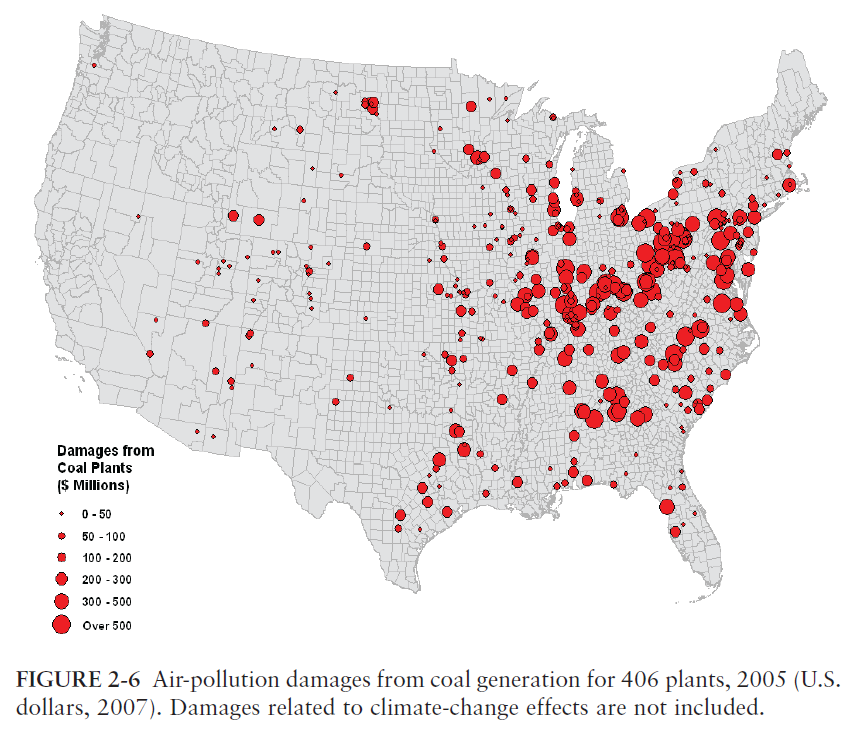 Damages from
Coal Plants
($ Millions)
0 - 50
50 - 100
100 - 200
200 - 300
300 - 500
Over 500
FIGURE 2-6 Air-pollution damages from coal generation for 406 plants, 2005 (U.S.
dollars, 2007). Damages related to climate-change effects are not included.